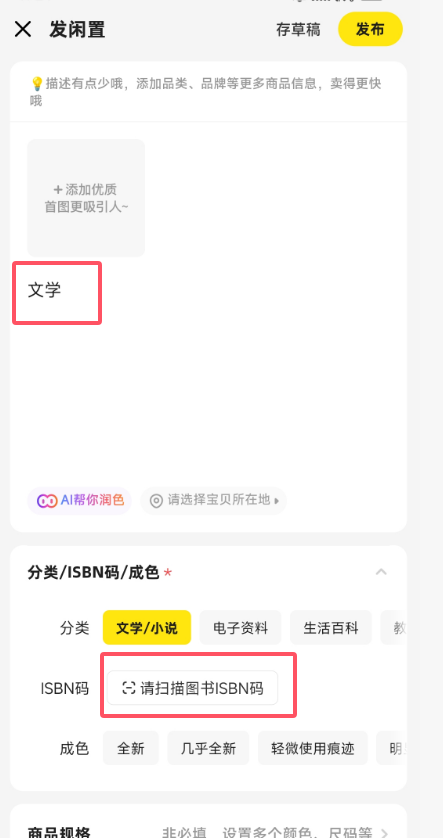 发闲置
存草稿
发布
💡描述有点少哦，添加品类、品牌等更多商品信息，卖得更快
哦
+添加优质
首图更吸引人~
文学
AI帮你润色
请选择宝贝所在地
分类/ISBN码/成色*
分类
文学/小说
电子资料
生活百科
ISBN码
请扫描图书ISBN码
成色
全新
几乎全新
轻微使用痕迹
商品规格
非必填，设置多个颜色、尺码等